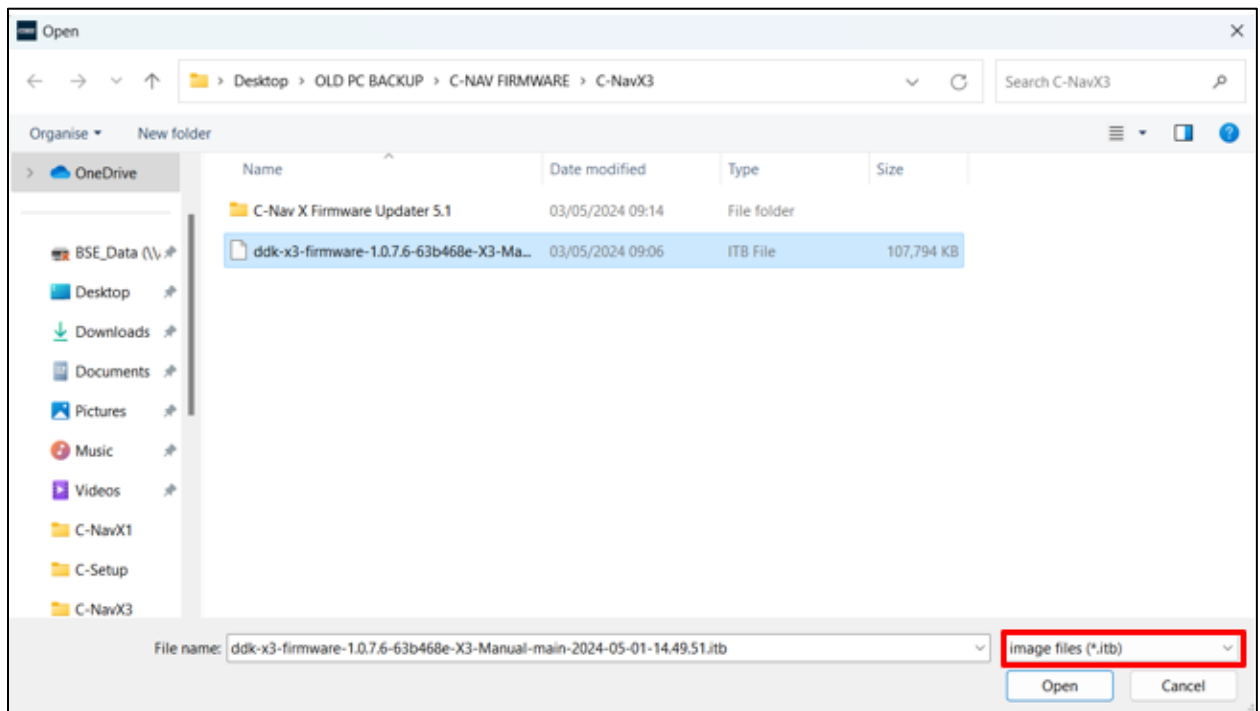 Open
Desktop > OLD PC BACKUP > C-NAV FIRMWARE > C-NavX3
Search C-NavX3
Organise New folder
OneDrive
BSE_Data (\\
Desktop
Downloads
Documents
Pictures
Music
Videos
C-NavX1
C-Setup
C-NavX3
Name Date modified Type Size
C-Nav X Firmware Updater 5.1 03/05/2024 09:14 File folder
ddk-x3-firmware-1.0.7.6-63b468e-X3-Ma... 03/05/2024 09:06 ITB File 107,794 KB
File name: ddk-x3-firmware-1.0.7.6-63b468e-X3-Manual-main-2024-05-01-14.49.51.itb
image files (*.itb)
Open Cancel